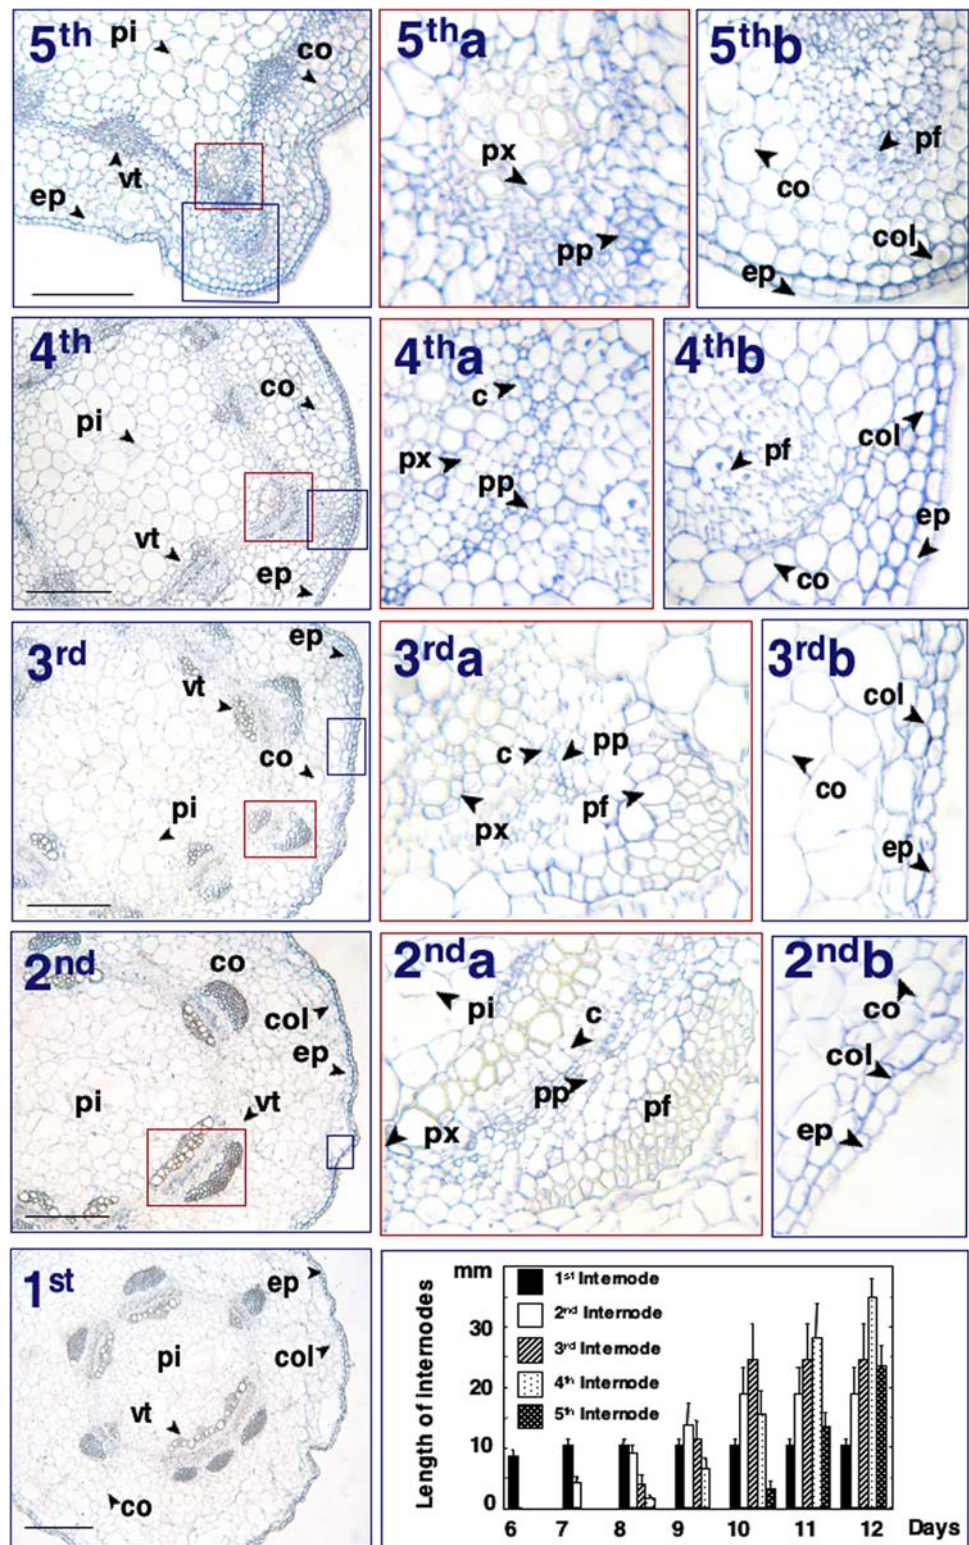 5th
pi
co
vt
ep
5tha
px
pp
5thb
pf
co
col
ep
4th
co
pi
vt
ep
4tha
c
px
pp
4thb
pf
col
ep
co
3rd
ep
vt
co
pi
3rda
c
pp
pf
px
3rdb
col
co
ep
2nd
co
col
ep
pi
vt
2nda
pi
c
pp
pf
px
2ndb
co
col
ep
1st
ep
pi
col
vt
co
mm
1st Internode
2nd Internode
3rd Internode
4th Internode
5th Internode
Length of internodes
30
20
10
0
6 7 8 9 10 11 12 Days